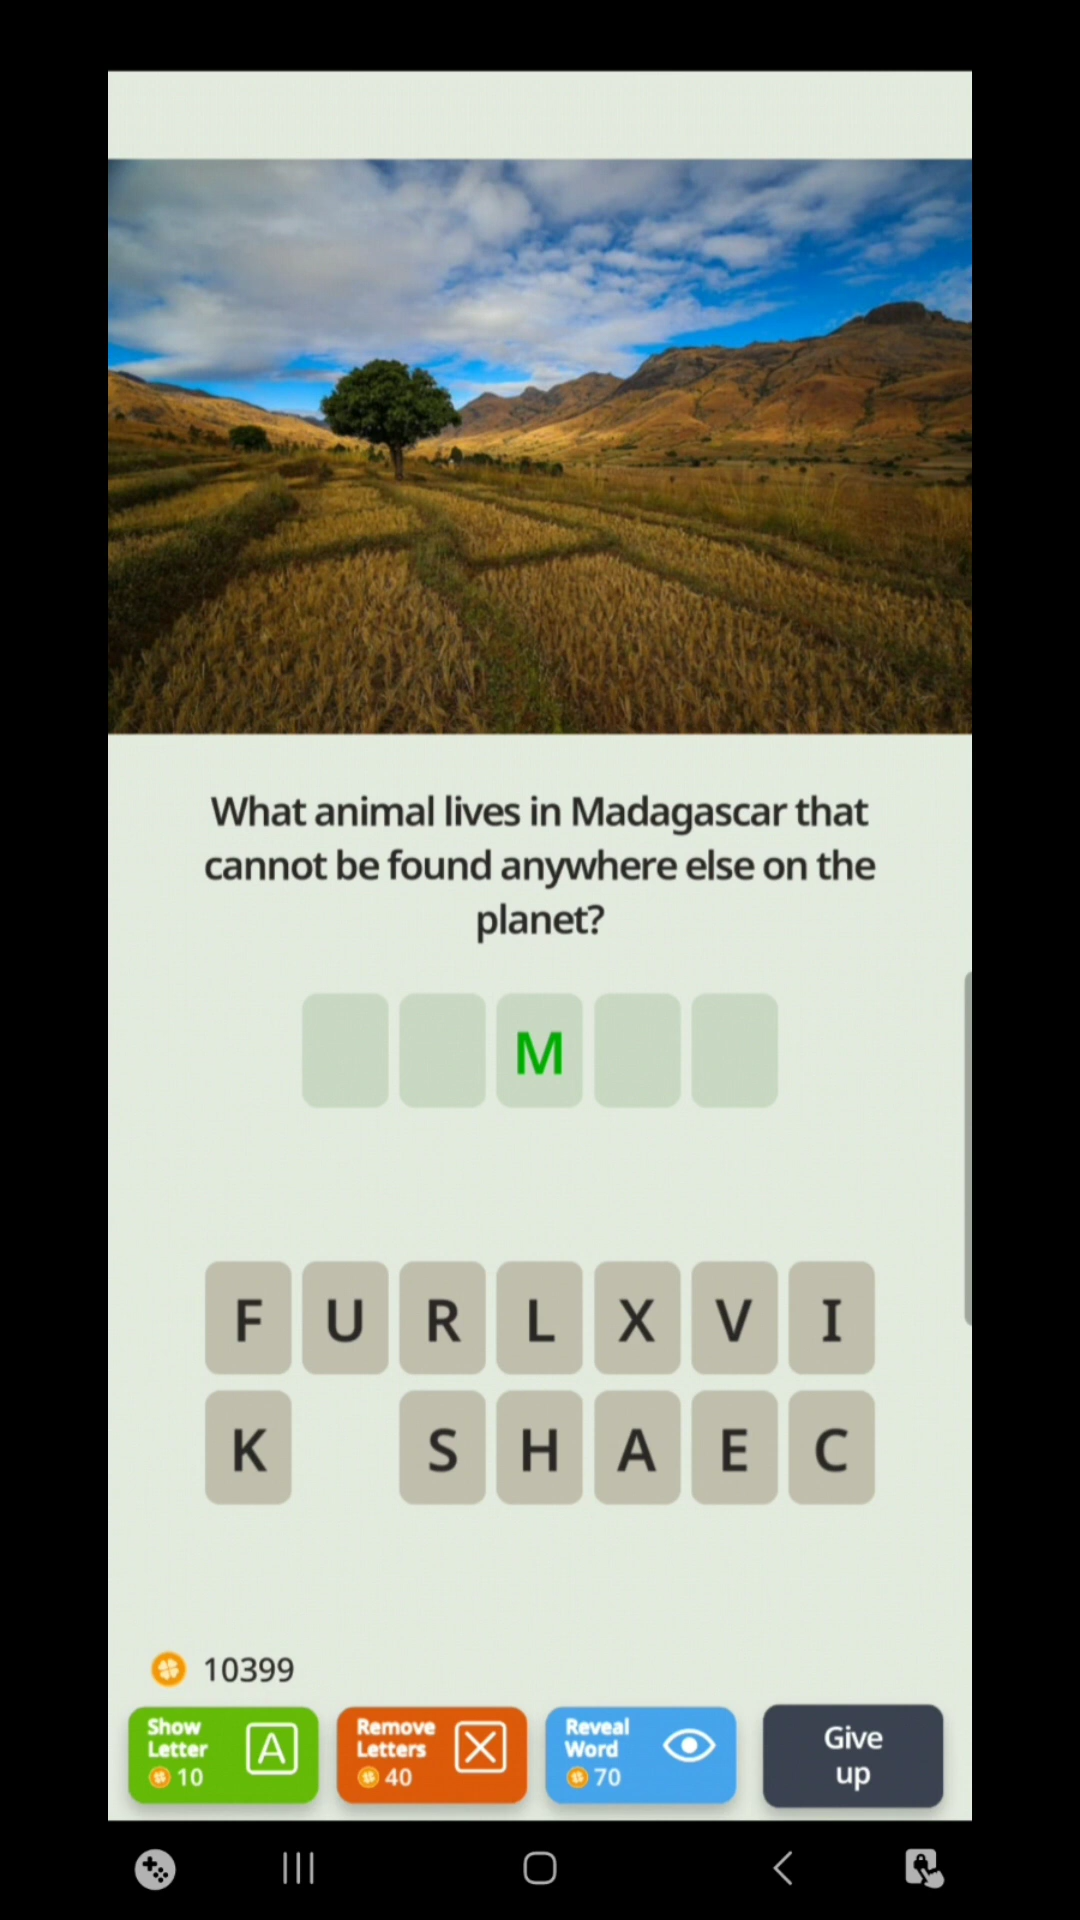 What animal lives in Madagascar that
cannot be found anywhere else on the
planet?
M
F U R L X V I
K S H A E C
10399
Show
Letter
10
A
Remove
Letters
40
Reveal
Word
70
Give
up